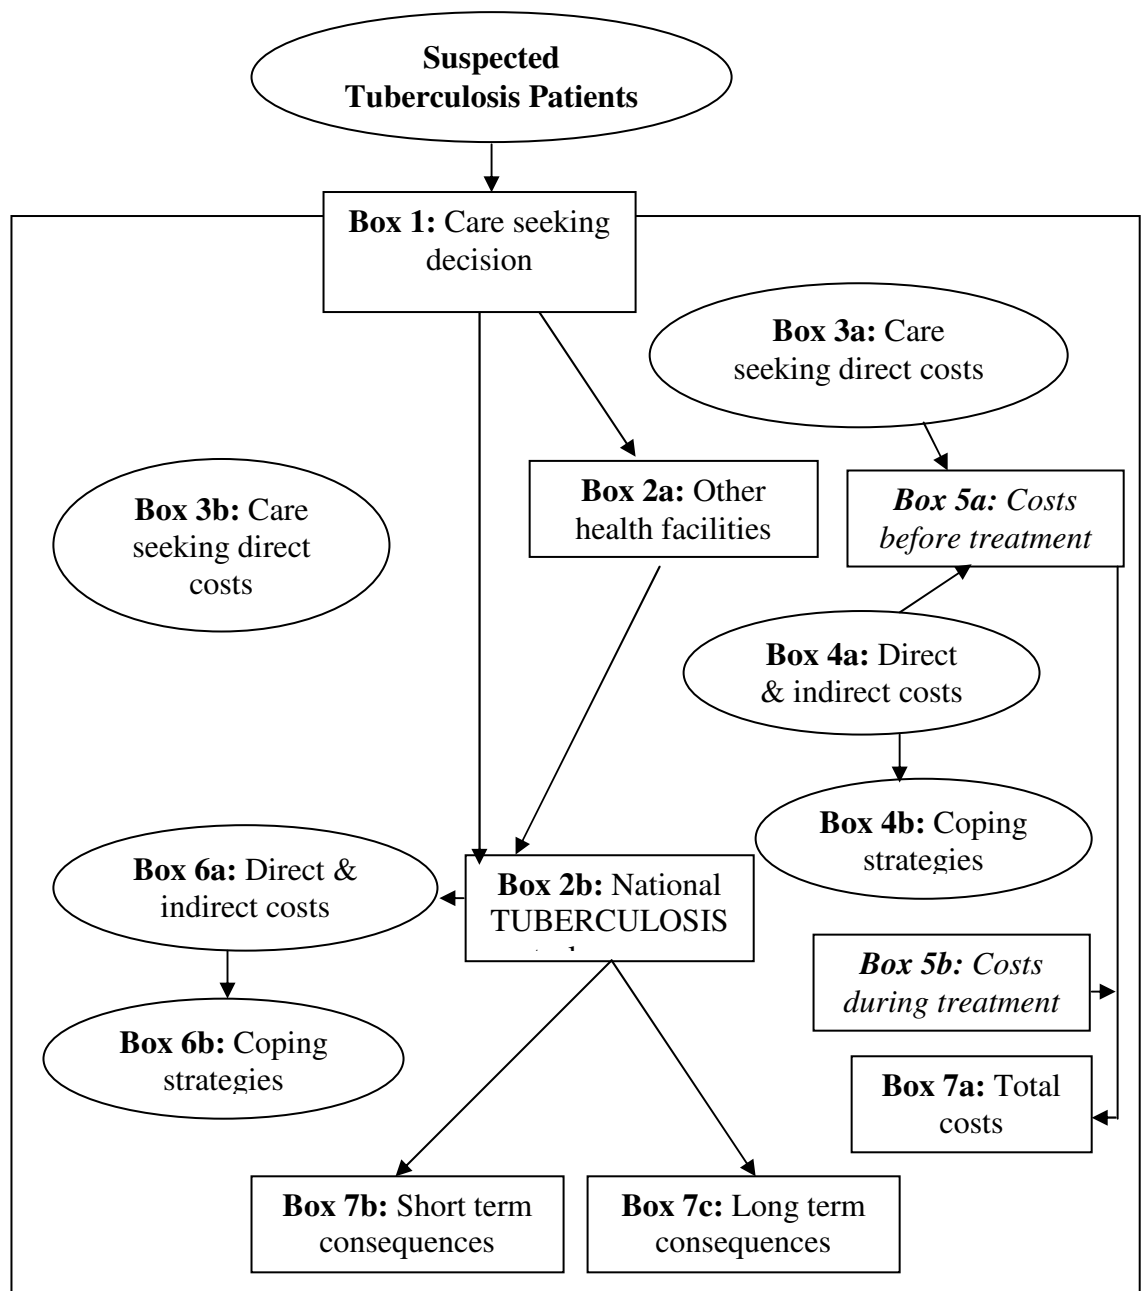 Suspected
Tuberculosis Patients
Box 1: Care seeking
decision
Box 3a: Care
seeking direct costs
Box 2a: Other
health facilities
Box 5a: Costs
before treatment
Box 3b: Care
seeking direct
costs
Box 4a: Direct
& indirect costs
Box 4b: Coping
strategies
Box 6a: Direct &
indirect costs
Box 2b: National
TUBERCULOSIS
Box 5b: Costs
during treatment
Box 6b: Coping
strategies
Box 7a: Total
costs
Box 7b: Short term
consequences
Box 7c: Long term
consequences